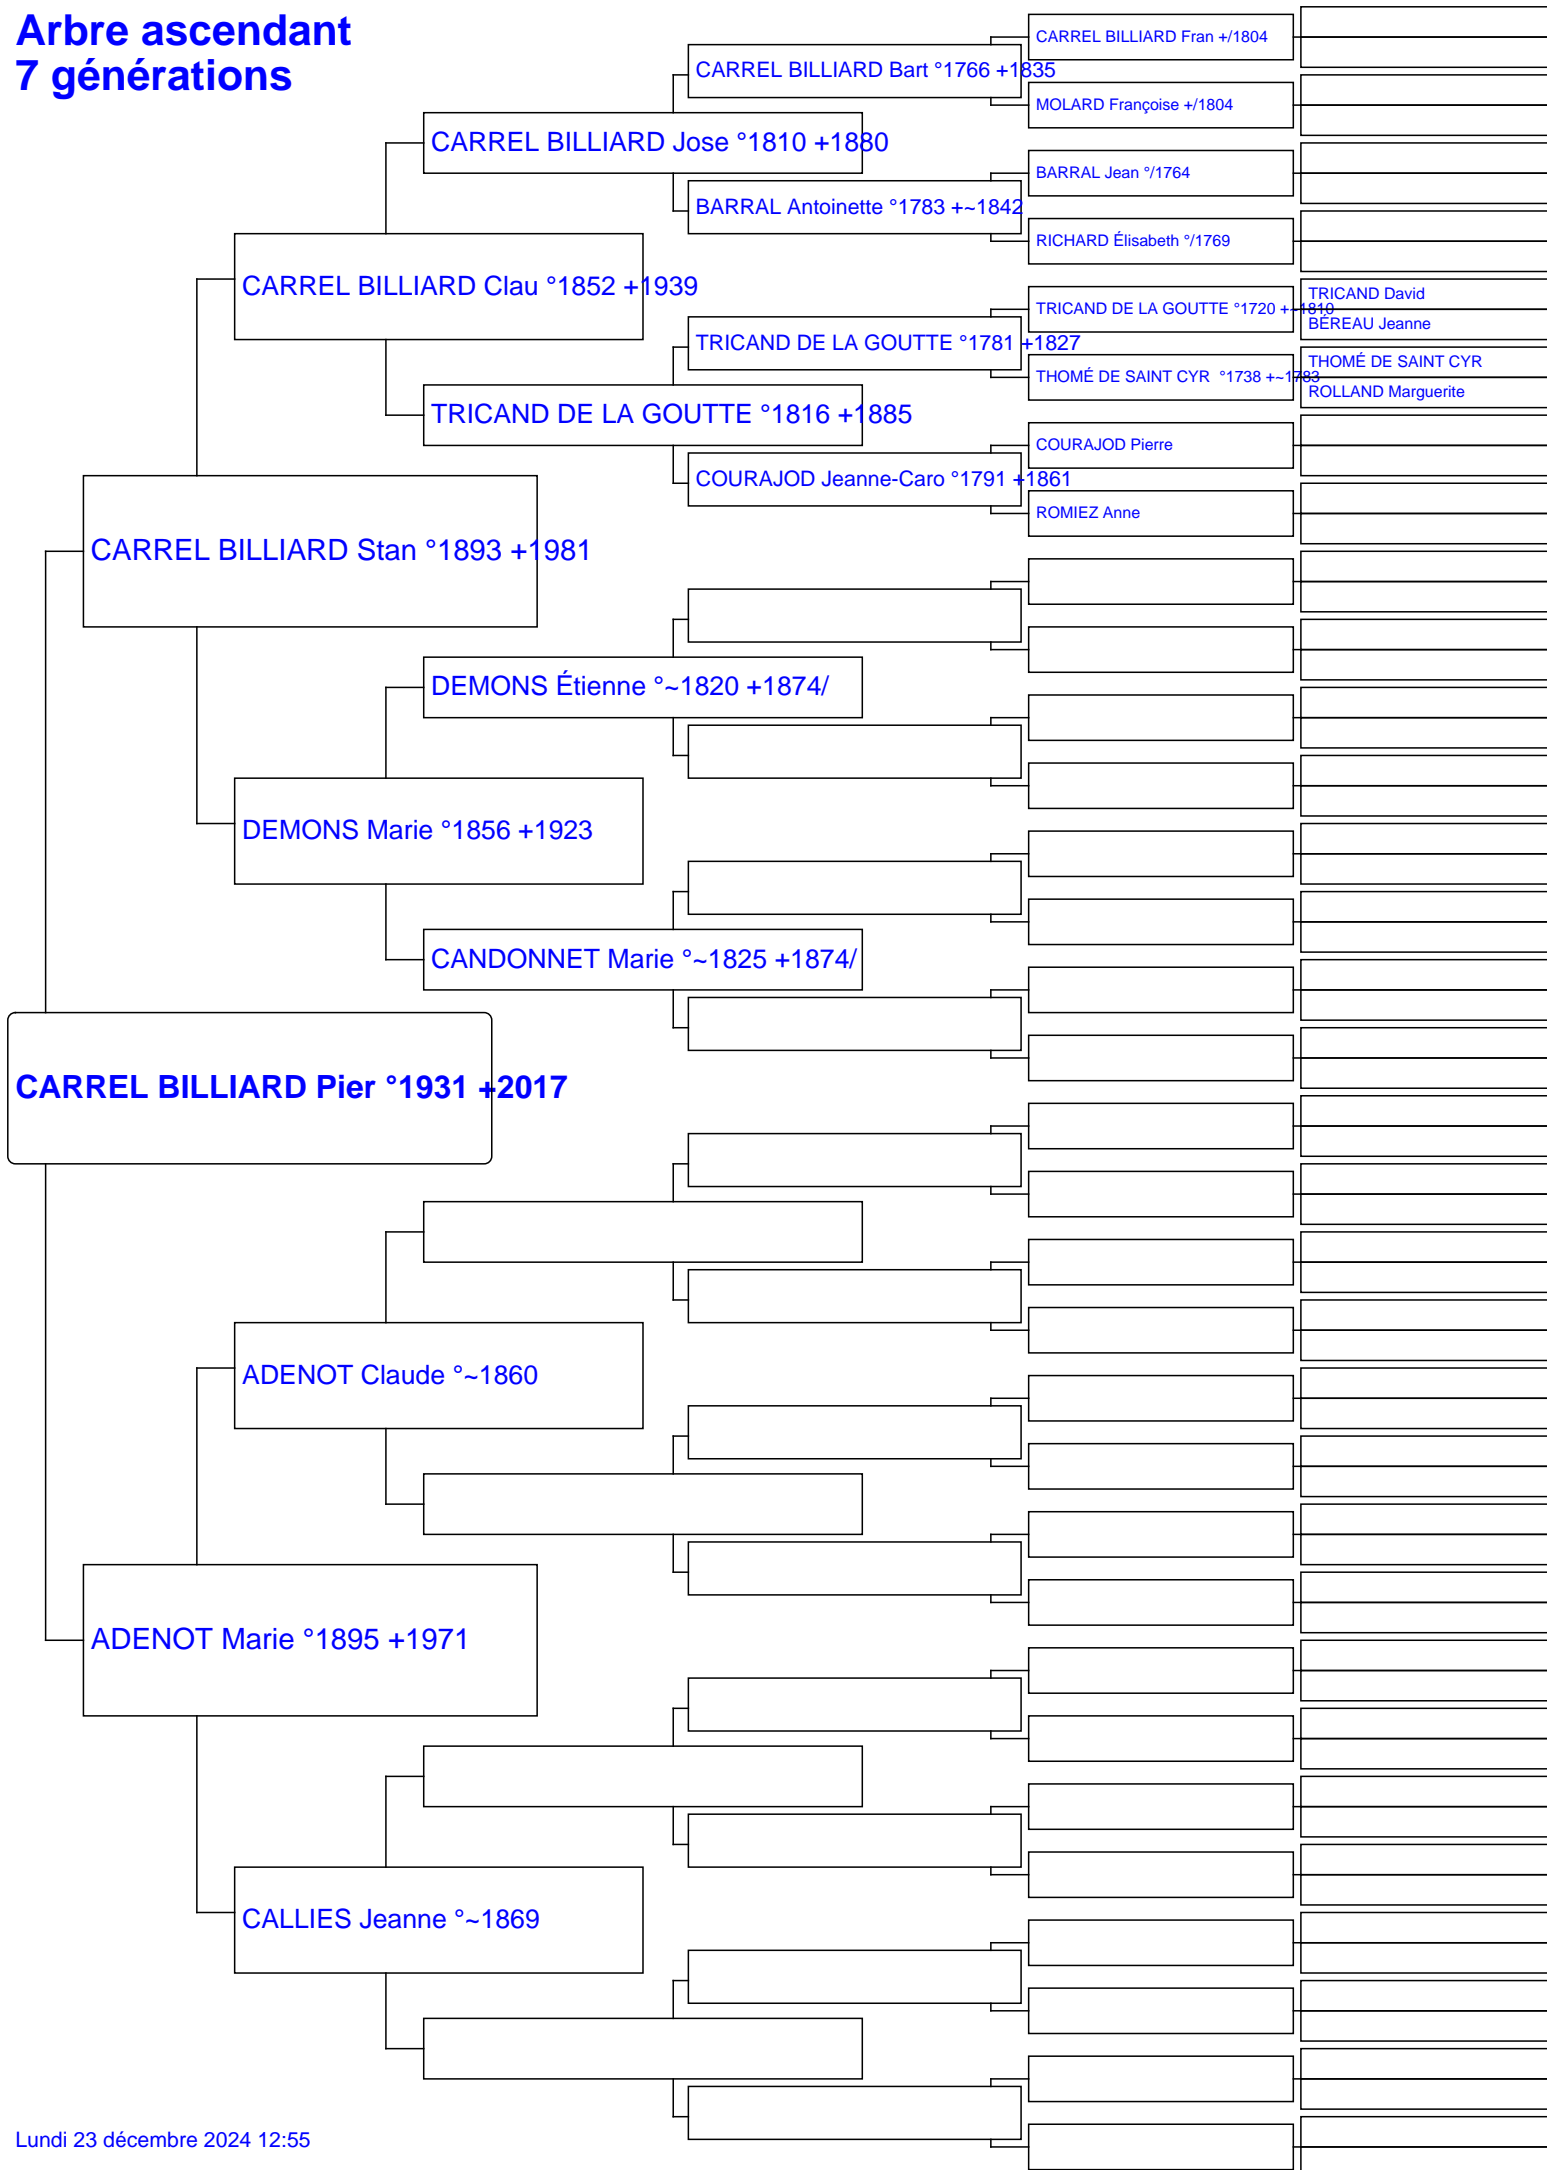 Arbre ascendant
7 générations
CARREL BILLIARD Fran +/1804
CARREL BILLIARD Bart °1766 +1835
MOLARD Françoise +/1804
CARREL BILLIARD Jose °1810 +1880
BARRAL Jean °/1764
BARRAL Antoinette °1783 +~1842
RICHARD Élisabeth °/1769
CARREL BILLIARD Clau °1852 +1939
TRICAND David
TRICAND DE LA GOUTTE °1720 +~1810
BÉREAU Jeanne
TRICAND DE LA GOUTTE °1781 +1827
THOMÉ DE SAINT CYR
THOMÉ DE SAINT CYR °1738 +~1783
ROLLAND Marguerite
TRICAND DE LA GOUTTE °1816 +1885
COURAJOD Pierre
COURAJOD Jeanne-Caro °1791 +1861
ROMIEZ Anne
CARREL BILLIARD Stan °1893 +1981
DEMONS Étienne °~1820 +1874/
DEMONS Marie °1856 +1923
CANDONNET Marie °~1825 +1874/
CARREL BILLIARD Pier °1931 +2017
ADENOT Claude °~1860
ADENOT Marie °1895 +1971
CALLIES Jeanne °~1869
Lundi 23 décembre 2024 12:55